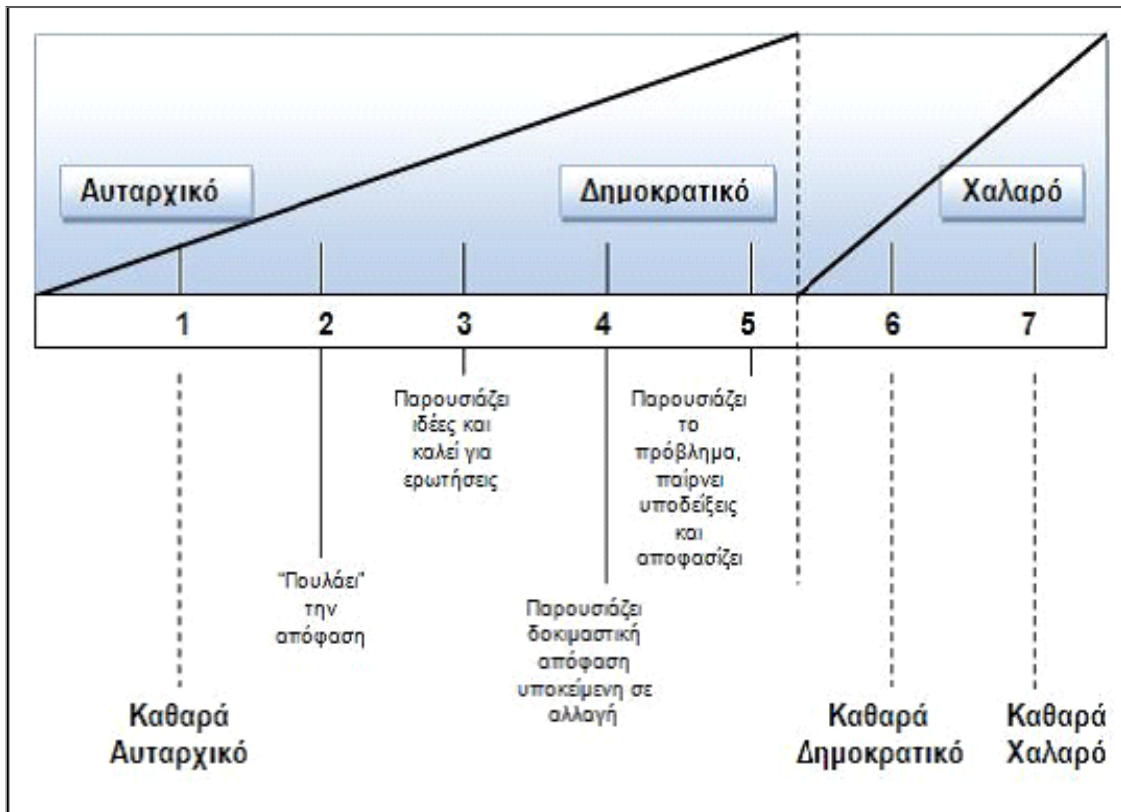 Αυταρχικό
Δημοκρατικό
Χαλαρό
1 2 3 4 5 6 7
Παρουσιάζει
ιδέες και
καλεί για
ερωτήσεις
Παρουσιάζει
το
πρόβλημα,
παίρνει
υποδείξεις
και
αποφασίζει
"Πουλάει"
την
απόφαση
Παρουσιάζει
δοκιμαστική
απόφαση
υποκείμενη σε
αλλαγή
Καθαρά
Αυταρχικό
Καθαρά
Δημοκρατικό
Καθαρά
Χαλαρό